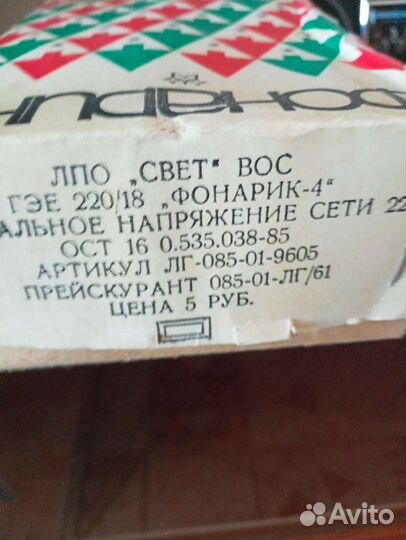 ФОНАРИК
ЛПО „СВЕТ“ ВОС
ГЭЕ 220/18 „ФОНАРИК-4“
АЛЬНОЕ НАПРЯЖЕНИЕ СЕТИ 22
ОСТ 16 0.535.038-85
АРТИКУЛ ЛГ-085-01-9605
ПРЕЙСКУРАНТ 085-01-ЛГ/61
ЦЕНА 5 РУБ.
Avito